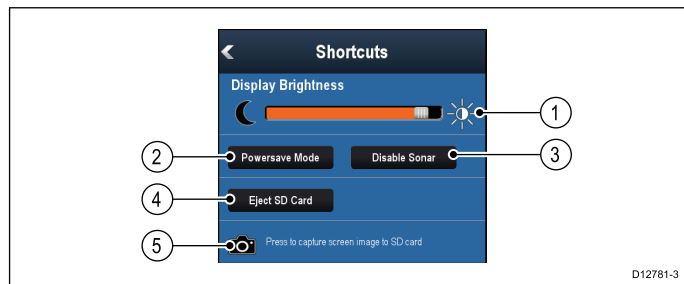 Shortcuts
Display Brightness
1
2 Powersave Mode Disable Sonar 3
4 Eject SD Card
5 Press to capture screen image to SD card
D12781-3